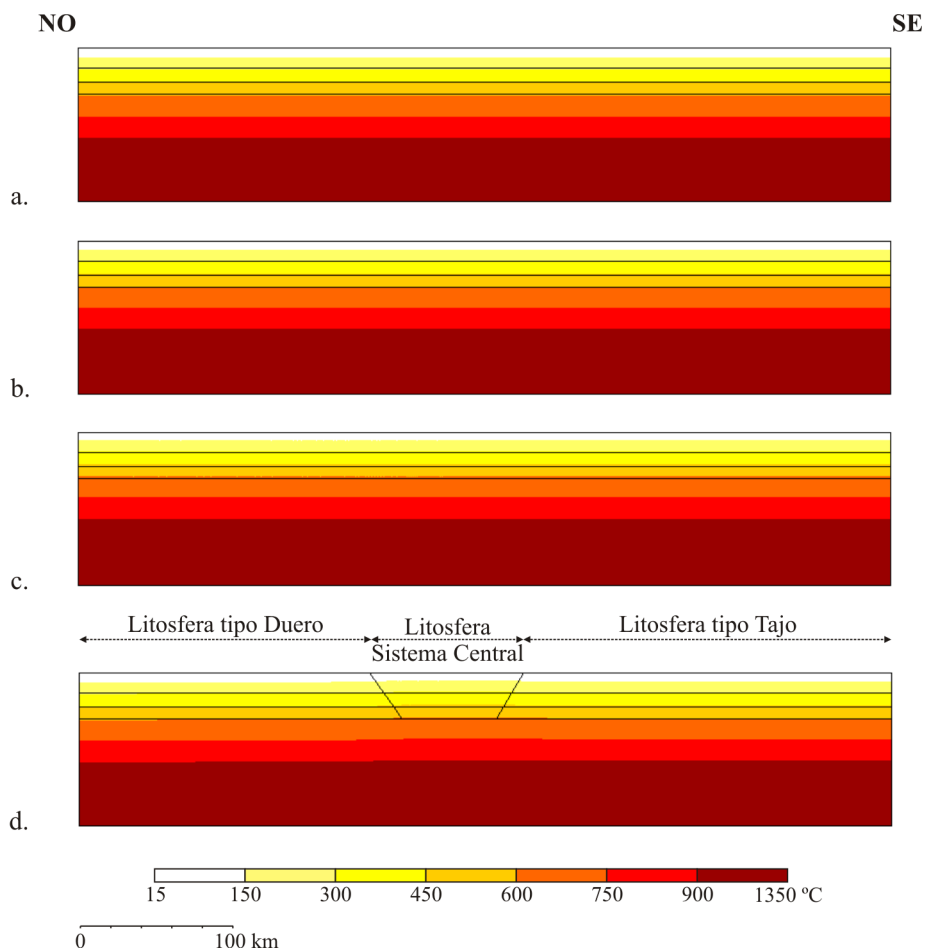 NO SE
a.
b.
c.
Litosfera tipo Duero Litosfera Litosfera tipo Tajo
Sistema Central
d.
15 150 300 450 600 750 900 1350 ºC
0 100 km